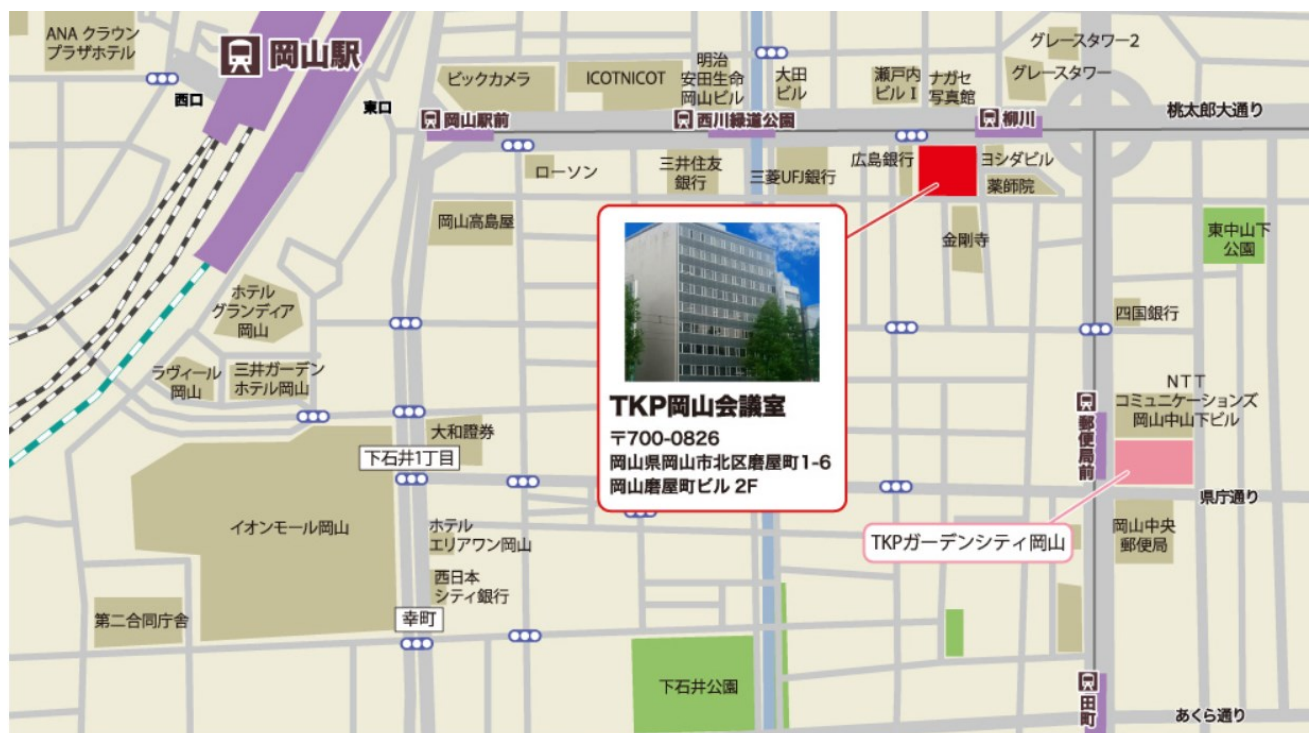 ANA クラウン
プラザホテル
岡山駅
西口
東口
ビックカメラ
ICOTNICOT
明治
安田生命
岡山ビル
大田
ビル
瀬戸内
ビルⅠ
ナガセ
写真館
グレースタワー2
グレースタワー
桃太郎大通り
岡山駅前
西川緑道公園
柳川
ローソン
三井住友
銀行
三菱UFJ銀行
広島銀行
ヨシダビル
薬師院
岡山高島屋
金剛寺
東中山下
公園
ホテル
グランディア
岡山
四国銀行
ラヴィール
岡山
三井ガーデン
ホテル岡山
TKP岡山会議室
〒700-0826
岡山県岡山市北区磨屋町1-6
岡山磨屋町ビル 2F
NTT
コミュニケーションズ
岡山中山下ビル
郵便局前
大和證券
下石井1丁目
県庁通り
イオンモール岡山
ホテル
エリアワン岡山
TKPガーデンシティ岡山
岡山中央
郵便局
西日本
シティ銀行
第二合同庁舎
幸町
下石井公園
田町
あくら通り